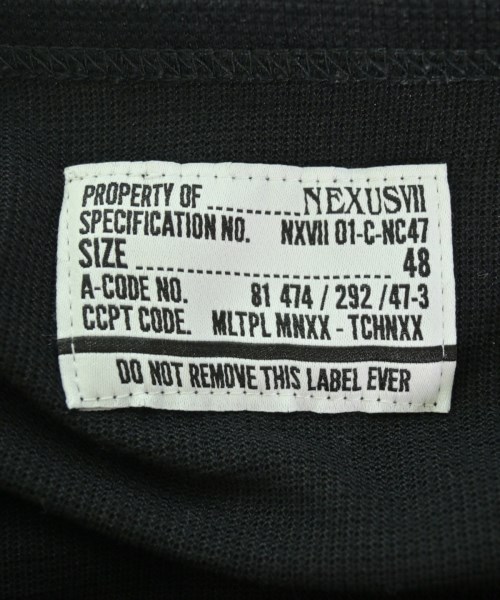 PROPERTY OF ............... NEXUSVII
SPECIFICATION NO. NXVII 01-C-NC47
SIZE ........................... 48
A-CODE NO. 81 474 / 292 /47-3
CCPT CODE. MLTPL MNXX - TCHNXX
DO NOT REMOVE THIS LABEL EVER